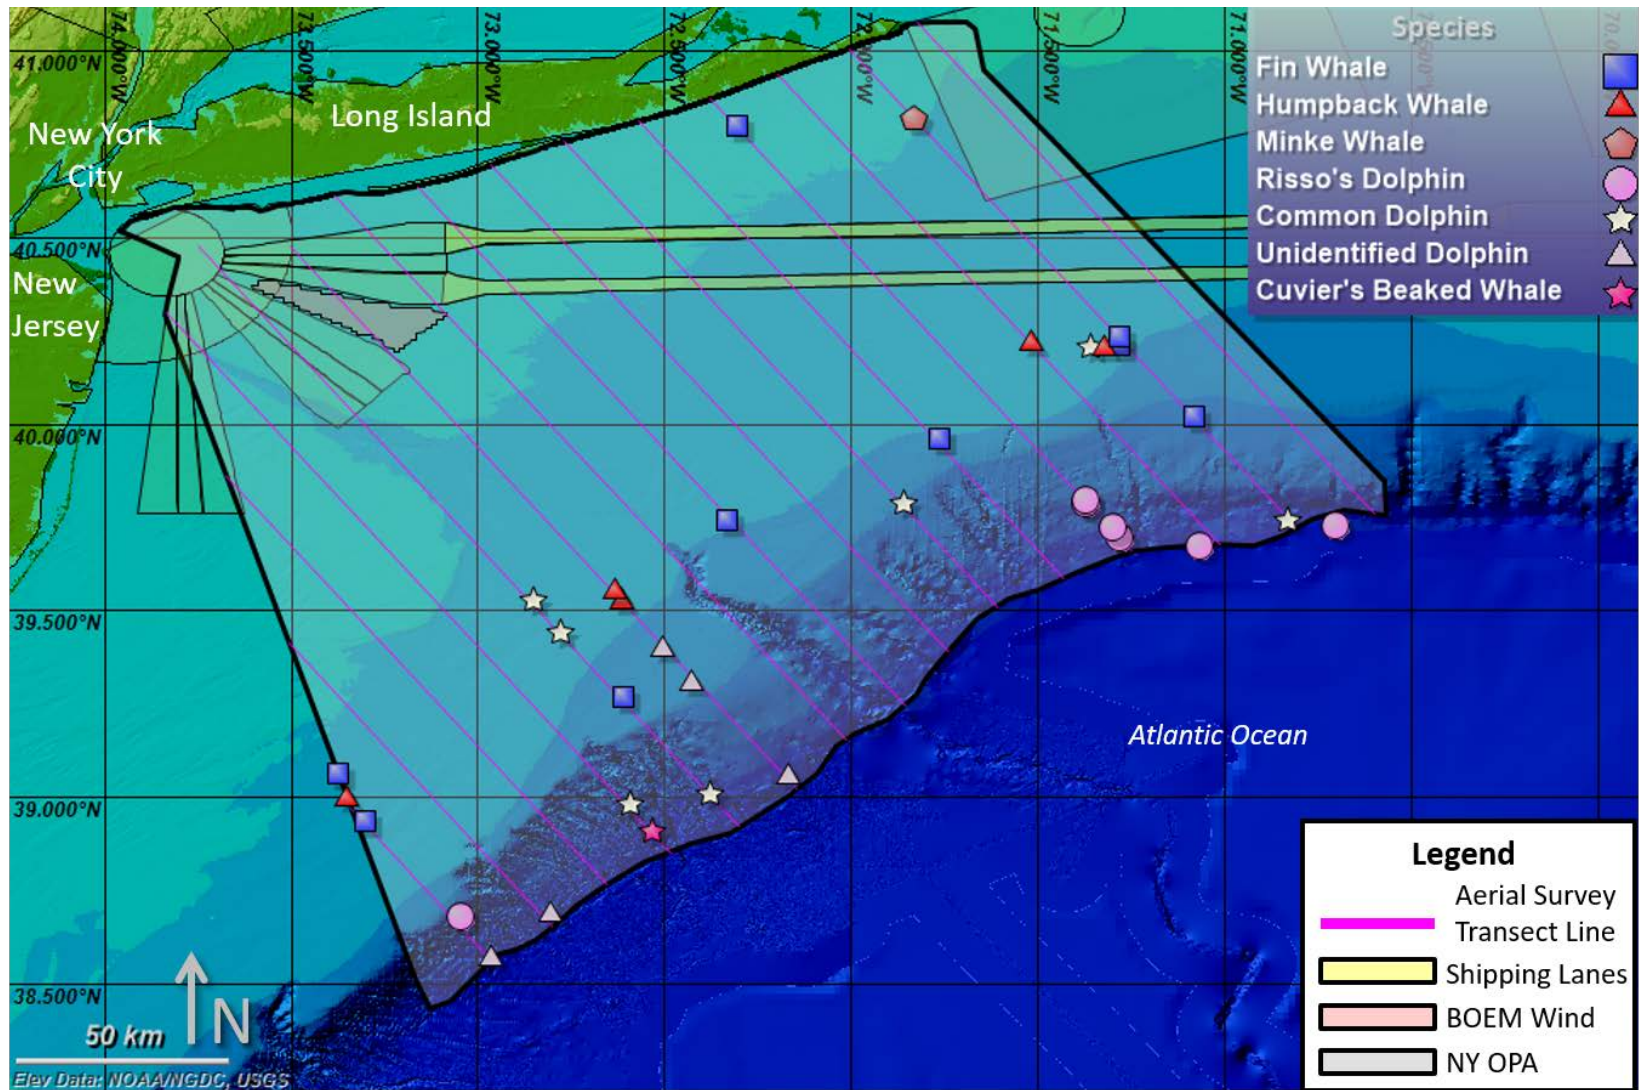 74.000°W
73.500°W
73.000°W
72.500°W
72.000°W
71.500°W
71.000°W
41.000°N
40.500°N
40.000°N
39.500°N
39.000°N
38.500°N
New York
City
Long Island
New
Jersey
Atlantic Ocean
Species
Fin Whale
Humpback Whale
Minke Whale
Risso's Dolphin
Common Dolphin
Unidentified Dolphin
Cuvier's Beaked Whale
Legend
Aerial Survey
Transect Line
Shipping Lanes
BOEM Wind
NY OPA
N
50 km
Elev Data: NOAA/NGDC, USGS